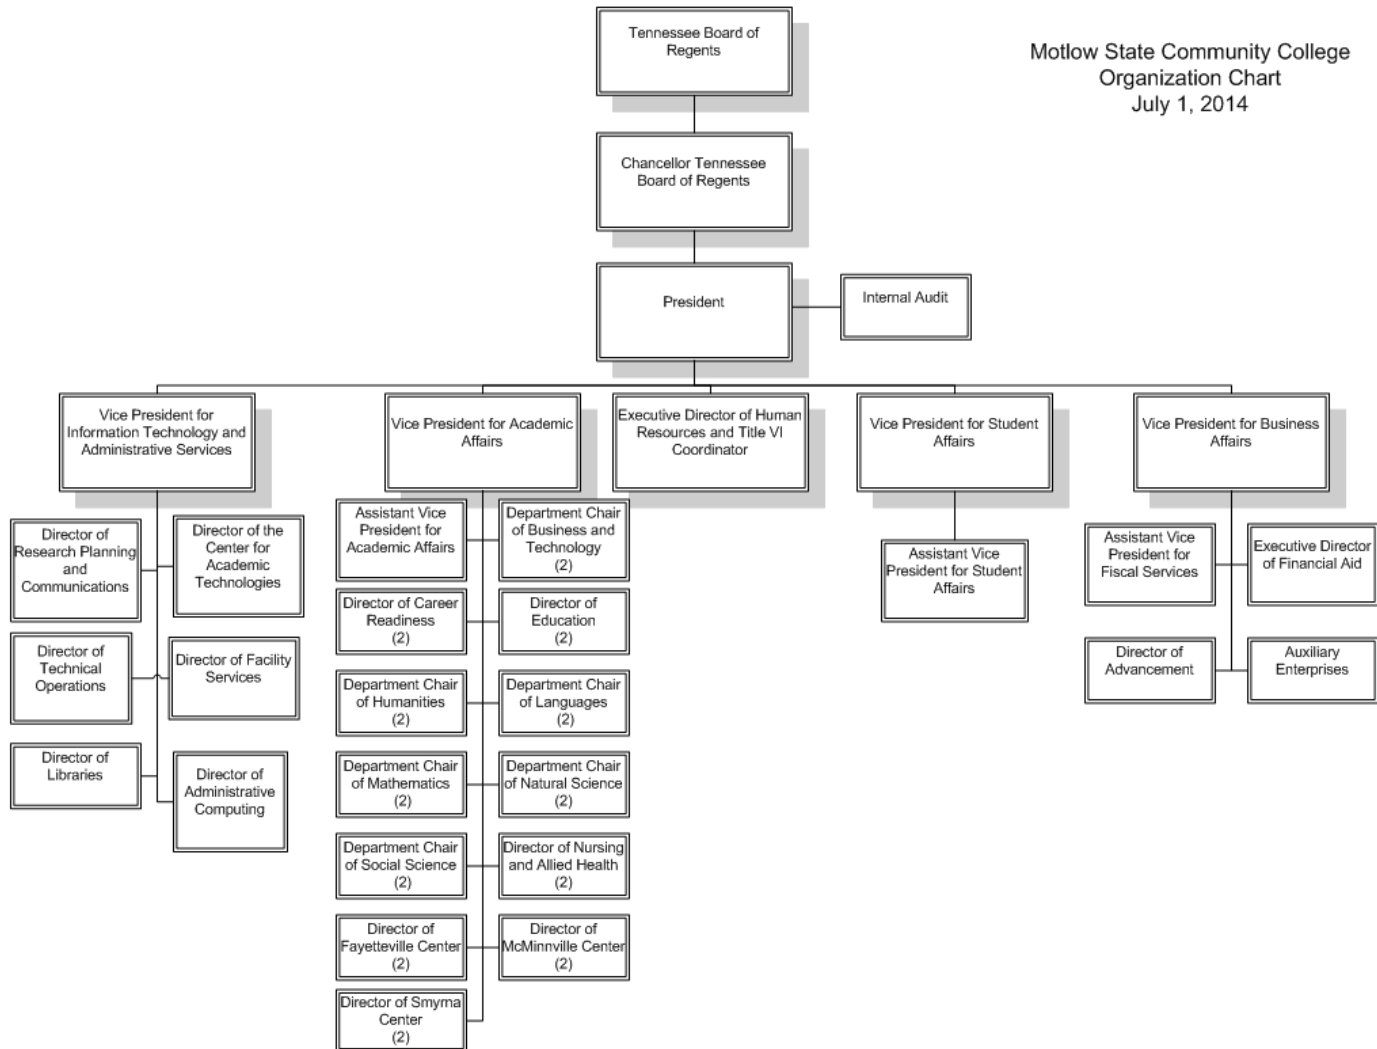 Tennessee Board of
Regents
Motlow State Community College
Organization Chart
July 1, 2014
Chancellor Tennessee
Board of Regents
President
Internal Audit
Vice President for
Information Technology and
Administrative Services
Vice President for Academic
Affairs
Executive Director of Human
Resources and Title VI
Coordinator
Vice President for Student
Affairs
Vice President for Business
Affairs
Director of
Research Planning
and
Communications
Director of the
Center for
Academic
Technologies
Director of
Technical
Operations
Director of Facility
Services
Director of
Libraries
Director of
Administrative
Computing
Assistant Vice
President for
Academic Affairs
Department Chair
of Business and
Technology
(2)
Director of Career
Readiness
(2)
Director of
Education
(2)
Department Chair
of Humanities
(2)
Department Chair
of Languages
(2)
Department Chair
of Mathematics
(2)
Department Chair
of Natural Science
(2)
Department Chair
of Social Science
(2)
Director of Nursing
and Allied Health
(2)
Director of
Fayetteville Center
(2)
Director of
McMinnville Center
(2)
Director of Smyrna
Center
(2)
Assistant Vice
President for Student
Affairs
Assistant Vice
President for
Fiscal Services
Executive Director
of Financial Aid
Director of
Advancement
Auxiliary
Enterprises